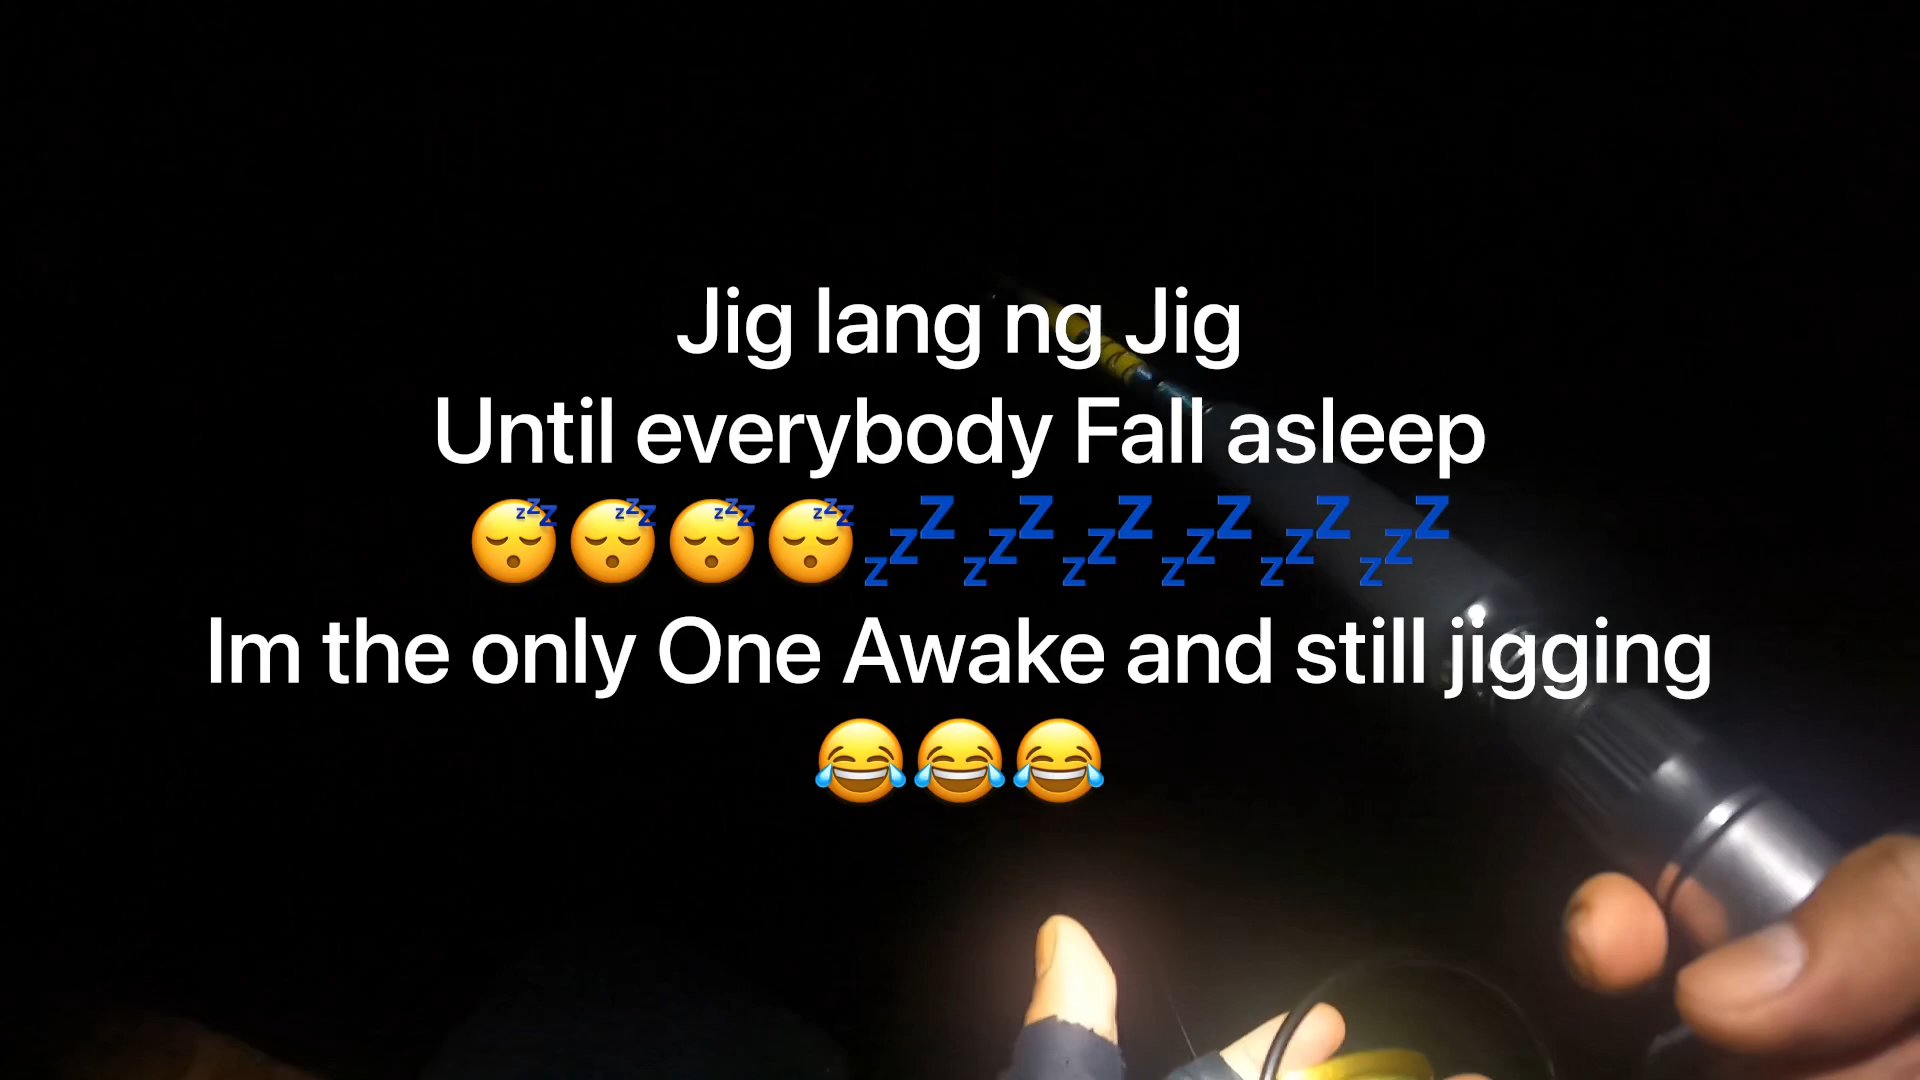 Jig lang ng Jig
Until everybody Fall asleep
😴😴😴😴💤💤💤💤💤💤
Im the only One Awake and still jigging
😂😂😂